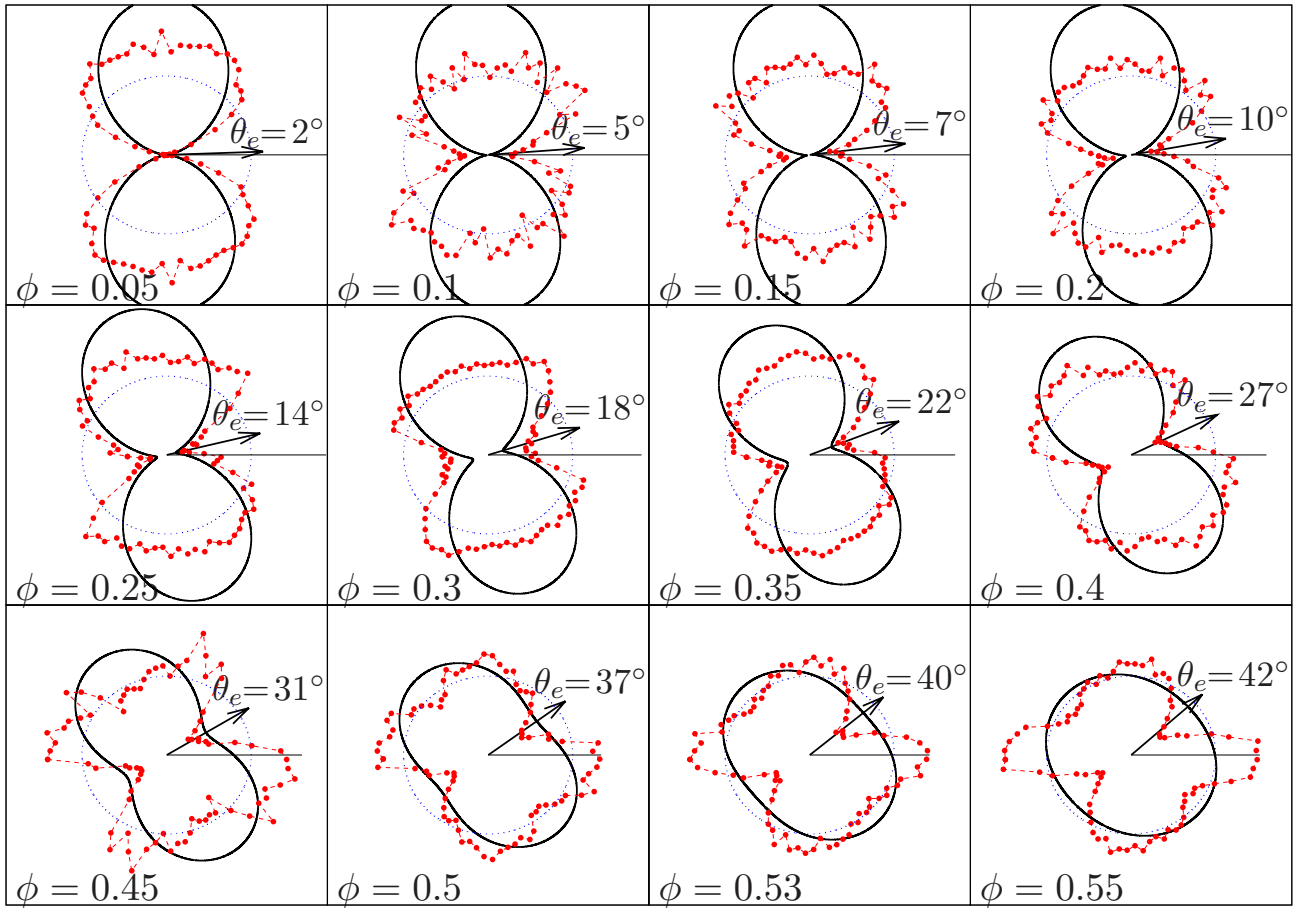 θₑ=2° θₑ=5° θₑ=7° θₑ=10°
ϕ = 0.05 ϕ = 0.1 ϕ = 0.15 ϕ = 0.2
θₑ=14° θₑ=18° θₑ=22° θₑ=27°
ϕ = 0.25 ϕ = 0.3 ϕ = 0.35 ϕ = 0.4
θₑ=31° θₑ=37° θₑ=40° θₑ=42°
ϕ = 0.45 ϕ = 0.5 ϕ = 0.53 ϕ = 0.55